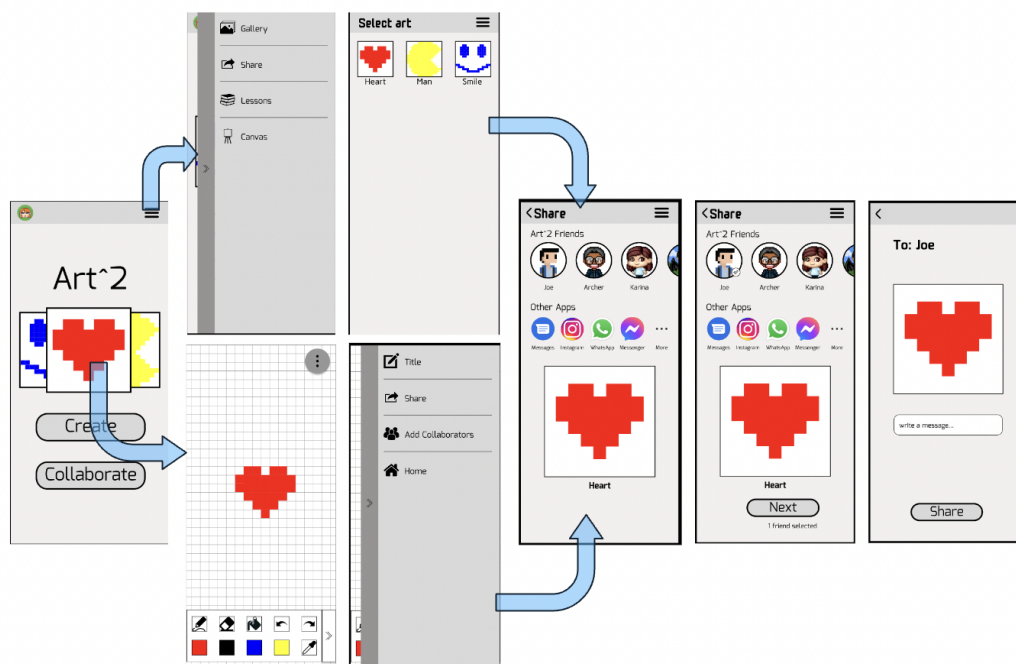 Art^2
Create
Collaborate
Gallery
Share
Lessons
Canvas
Select art
Heart
Man
Smile
Title
Share
Add Collaborators
Home
<Share
Art^2 Friends
Joe Archer Karina
Other Apps
Messages Instagram WhatsApp Messenger More
Heart
<Share
Art^2 Friends
Joe Archer Karina
Other Apps
Messages Instagram WhatsApp Messenger More
Heart
Next
1 friend selected
<
To: Joe
write a message...
Share